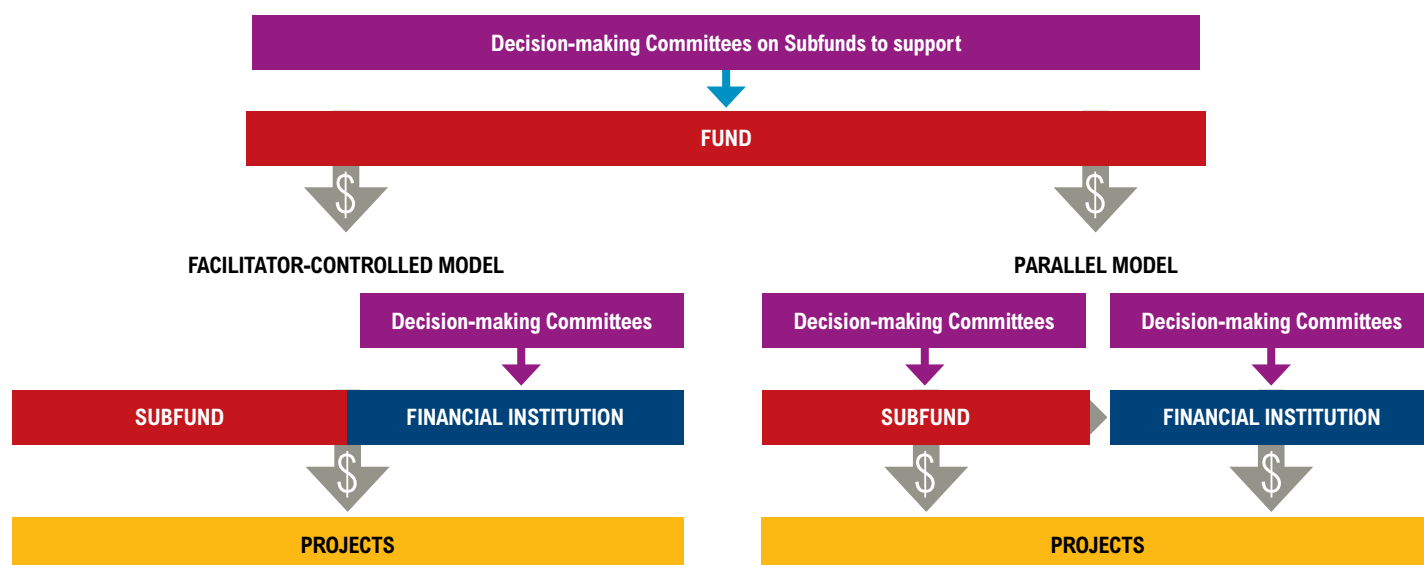 Decision-making Committees on Subfunds to support
FUND
$
$
FACILITATOR-CONTROLLED MODEL
Decision-making Committees
SUBFUND
FINANCIAL INSTITUTION
$
PROJECTS
PARALLEL MODEL
Decision-making Committees
Decision-making Committees
SUBFUND
FINANCIAL INSTITUTION
$
$
PROJECTS